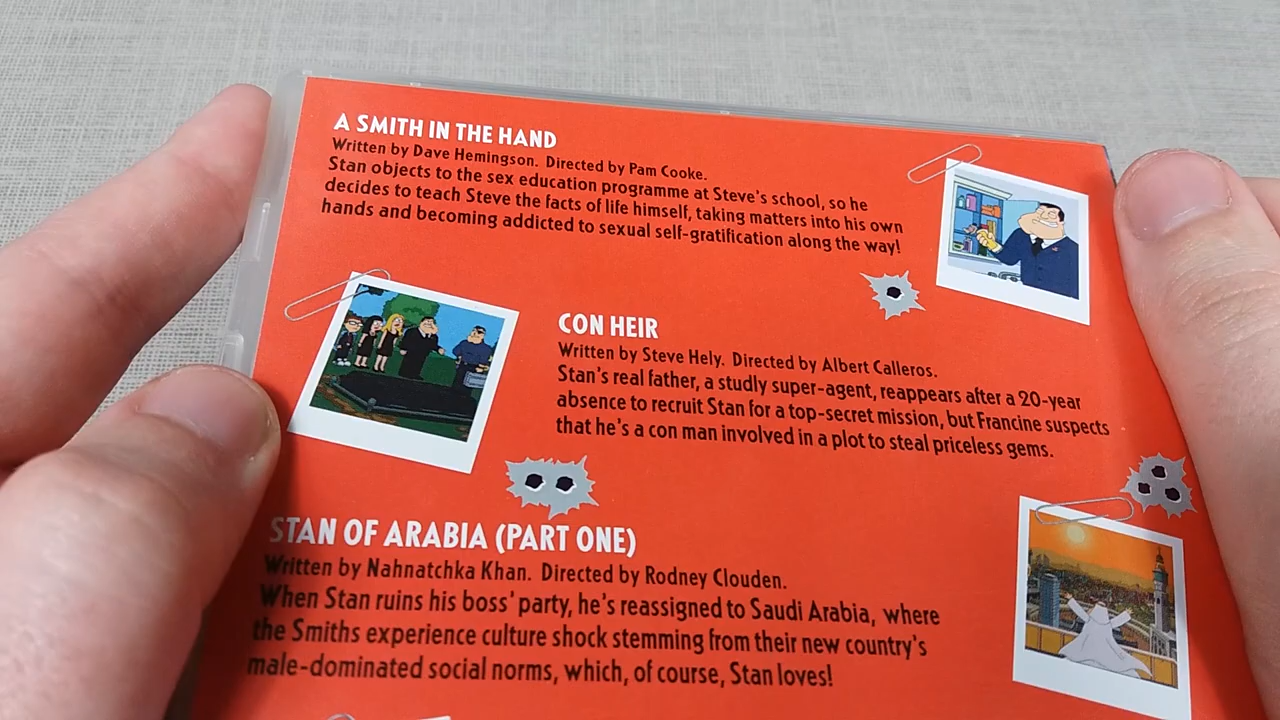 A SMITH IN THE HAND
Written by Dave Hemingson. Directed by Pam Cooke.
Stan objects to the sex education programme at Steve's school, so he
decides to teach Steve the facts of life himself, taking matters into his own
hands and becoming addicted to sexual self-gratification along the way!
CON HEIR
Written by Steve Hely. Directed by Albert Calleros.
Stan's real father, a studly super-agent, reappears after a 20-year
absence to recruit Stan for a top-secret mission, but Francine suspects
that he's a con man involved in a plot to steal priceless gems.
STAN OF ARABIA (PART ONE)
Written by Nahnatchka Khan. Directed by Rodney Clouden.
When Stan ruins his boss' party, he's reassigned to Saudi Arabia, where
the Smiths experience culture shock stemming from their new country's
male-dominated social norms, which, of course, Stan loves!